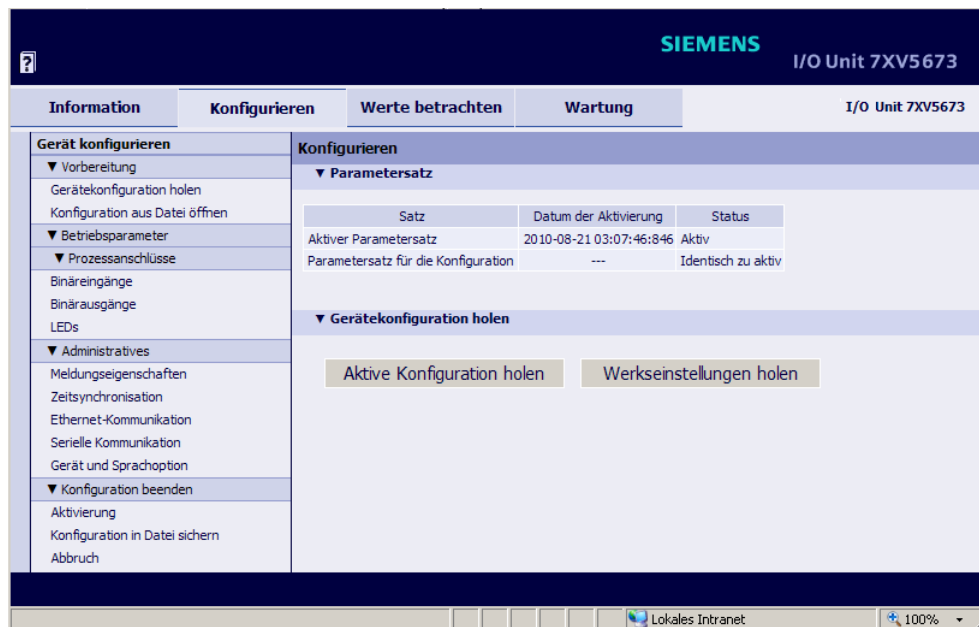 SIEMENS
?
I/O Unit 7XV5673
Information Konfigurieren Werte betrachten Wartung I/O Unit 7XV5673
Gerät konfigurieren
▼ Vorbereitung
Gerätekonfiguration holen
Konfiguration aus Datei öffnen
▼ Betriebsparameter
▼ Prozessanschlüsse
Binäreingänge
Binärausgänge
LEDs
▼ Administratives
Meldungseigenschaften
Zeitsynchronisation
Ethernet-Kommunikation
Serielle Kommunikation
Gerät und Sprachoption
▼ Konfiguration beenden
Aktivierung
Konfiguration in Datei sichern
Abbruch
Konfigurieren
▼ Parametersatz
Satz Datum der Aktivierung Status
Aktiver Parametersatz 2010-08-21 03:07:46:846 Aktiv
Parametersatz für die Konfiguration --- Identisch zu aktiv
▼ Gerätekonfiguration holen
Aktive Konfiguration holen Werkseinstellungen holen
Lokales Intranet 100%